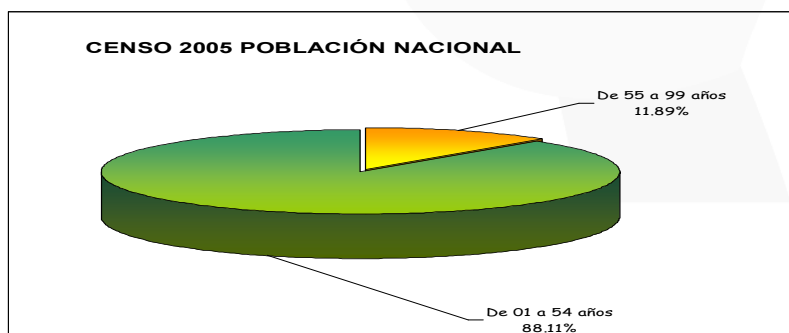 CENSO 2005 POBLACIÓN NACIONAL
De 55 a 99 años
11.89%
De 01 a 54 años
88.11%